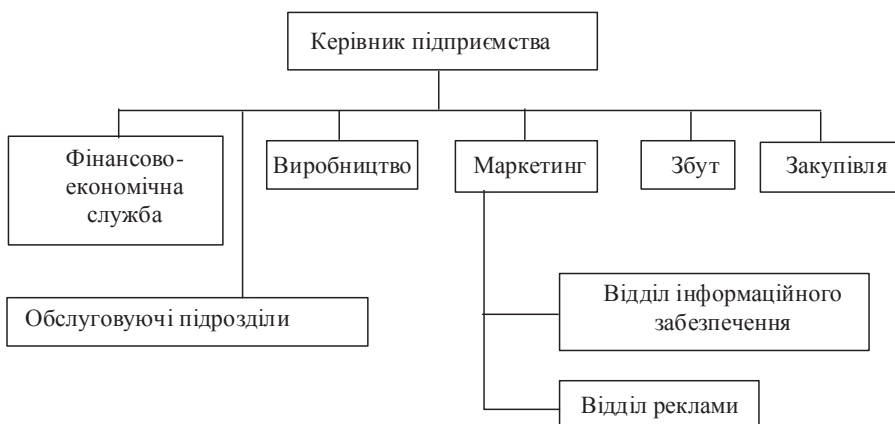 Керівник підприємства
Фінансово-
економічна
служба
Виробництво
Маркетинг
Збут
Закупівля
Обслуговуючі підрозділи
Відділ інформаційного
забезпечення
Відділ реклами